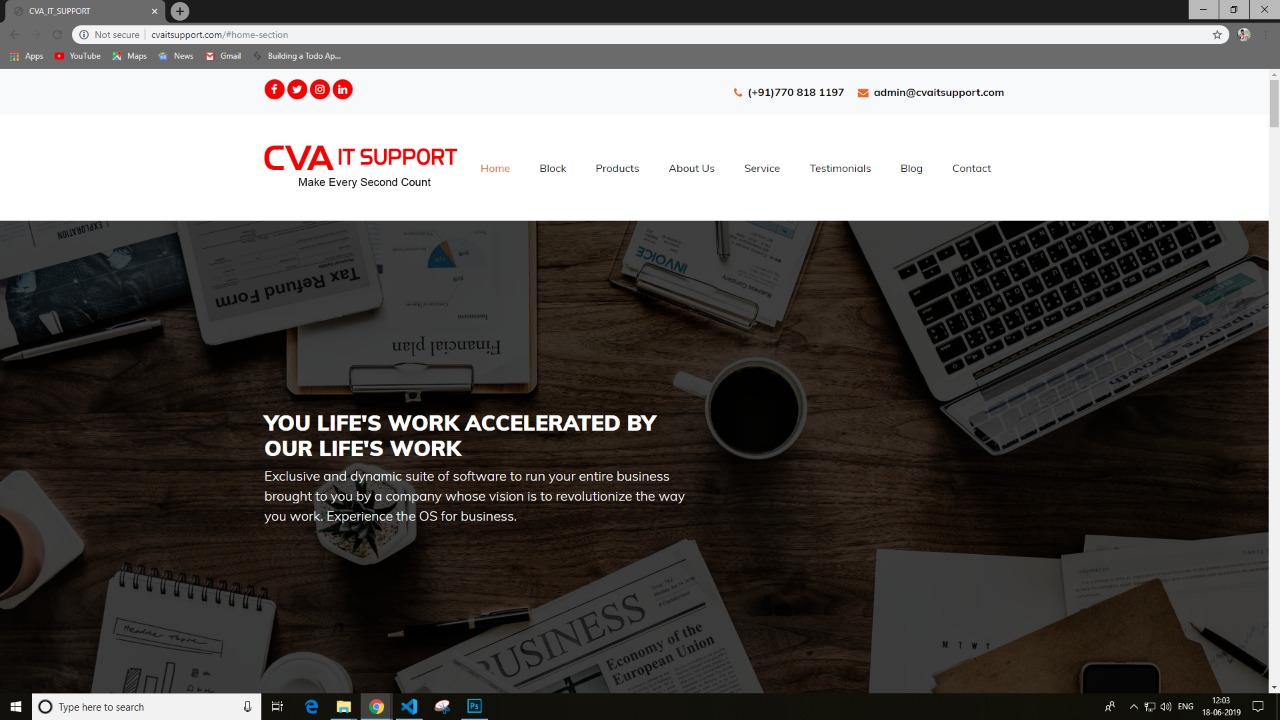 CVA_IT_SUPPORT
Not secure
cvaitsupport.com/#home-section
Apps
YouTube
Maps
News
Gmail
Building a Todo Ap...
(+91)770 818 1197
admin@cvaitsupport.com
CVA IT SUPPORT
Make Every Second Count
Home
Block
Products
About Us
Service
Testimonials
Blog
Contact
EXPLORATION
Tax Refund Form
Financial plan
INVOICE
YOU LIFE'S WORK ACCELERATED BY
OUR LIFE'S WORK
Exclusive and dynamic suite of software to run your entire business
brought to you by a company whose vision is to revolutionize the way
you work. Experience the OS for business.
Header Topic
BUSINESS
Economy of the
European Union
M T W T
Type here to search
Ps
ENG
12:03
18-06-2019